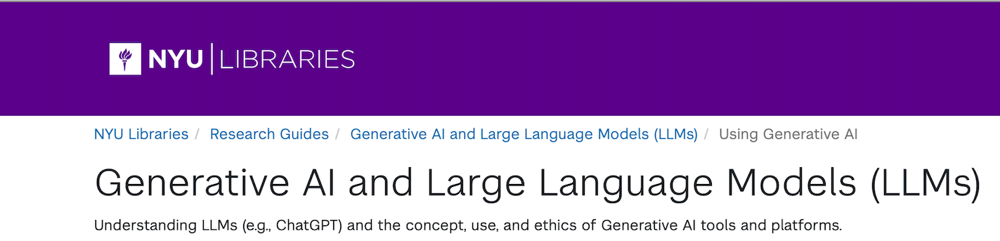 NYU | LIBRARIES
NYU Libraries / Research Guides / Generative AI and Large Language Models (LLMs) / Using Generative AI
Generative AI and Large Language Models (LLMs)
Understanding LLMs (e.g., ChatGPT) and the concept, use, and ethics of Generative AI tools and platforms.